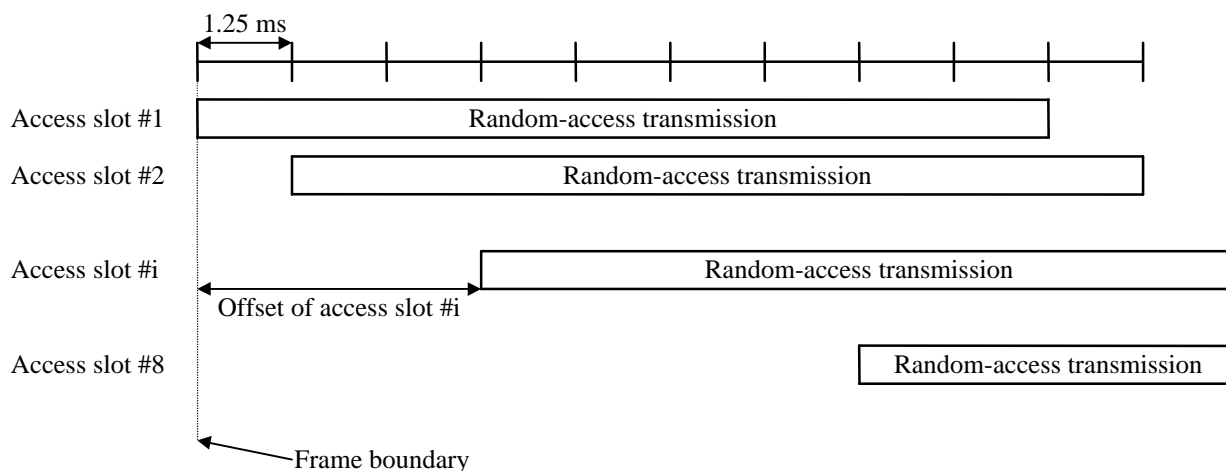 1.25 ms
Access slot #1
Random-access transmission
Access slot #2
Random-access transmission
Access slot #i
Random-access transmission
Offset of access slot #i
Access slot #8
Random-access transmission
Frame boundary